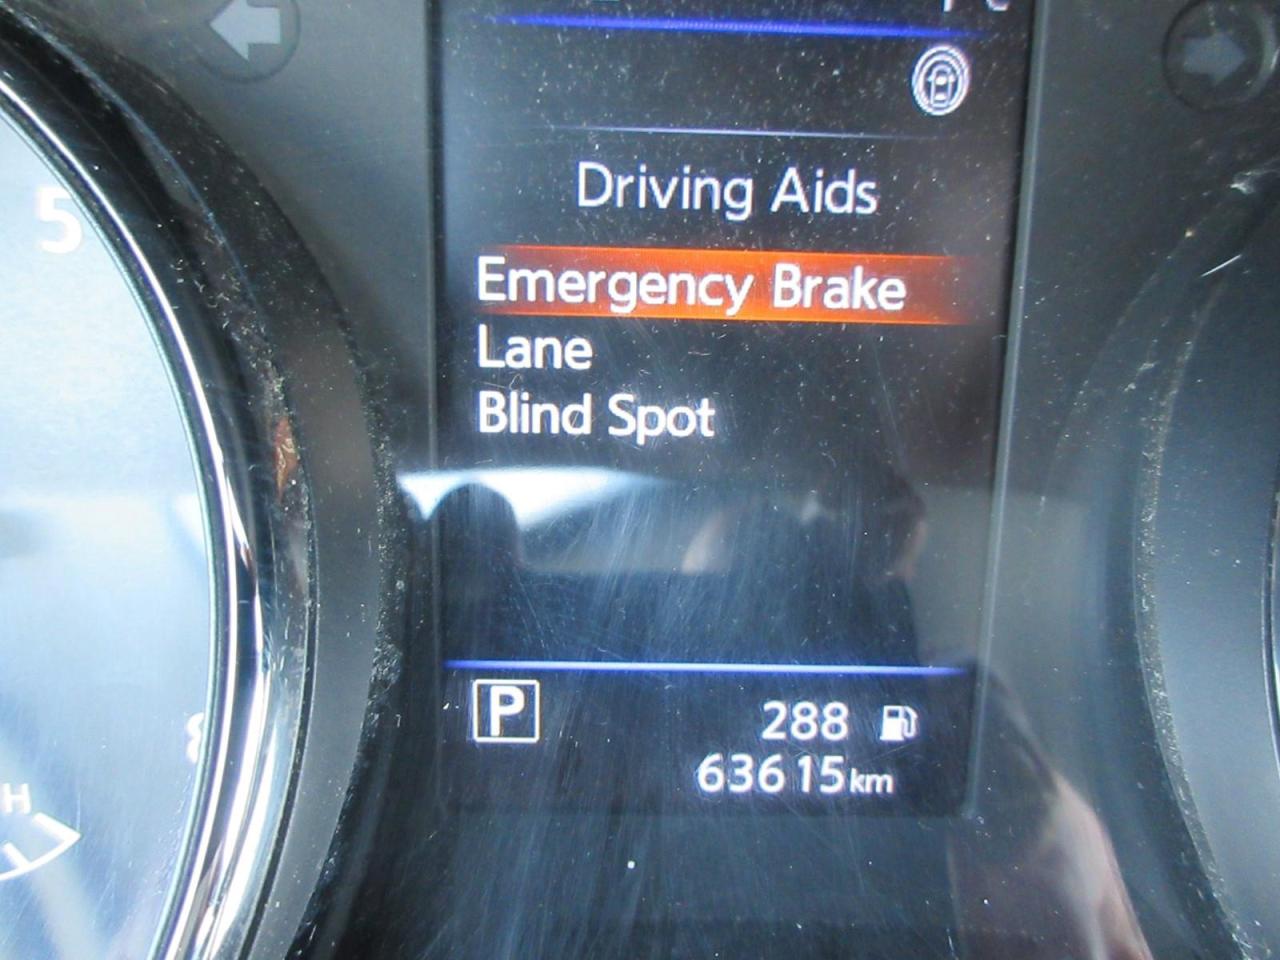 5
Driving Aids
Emergency Brake
Lane
Blind Spot
P
288
63615km
H